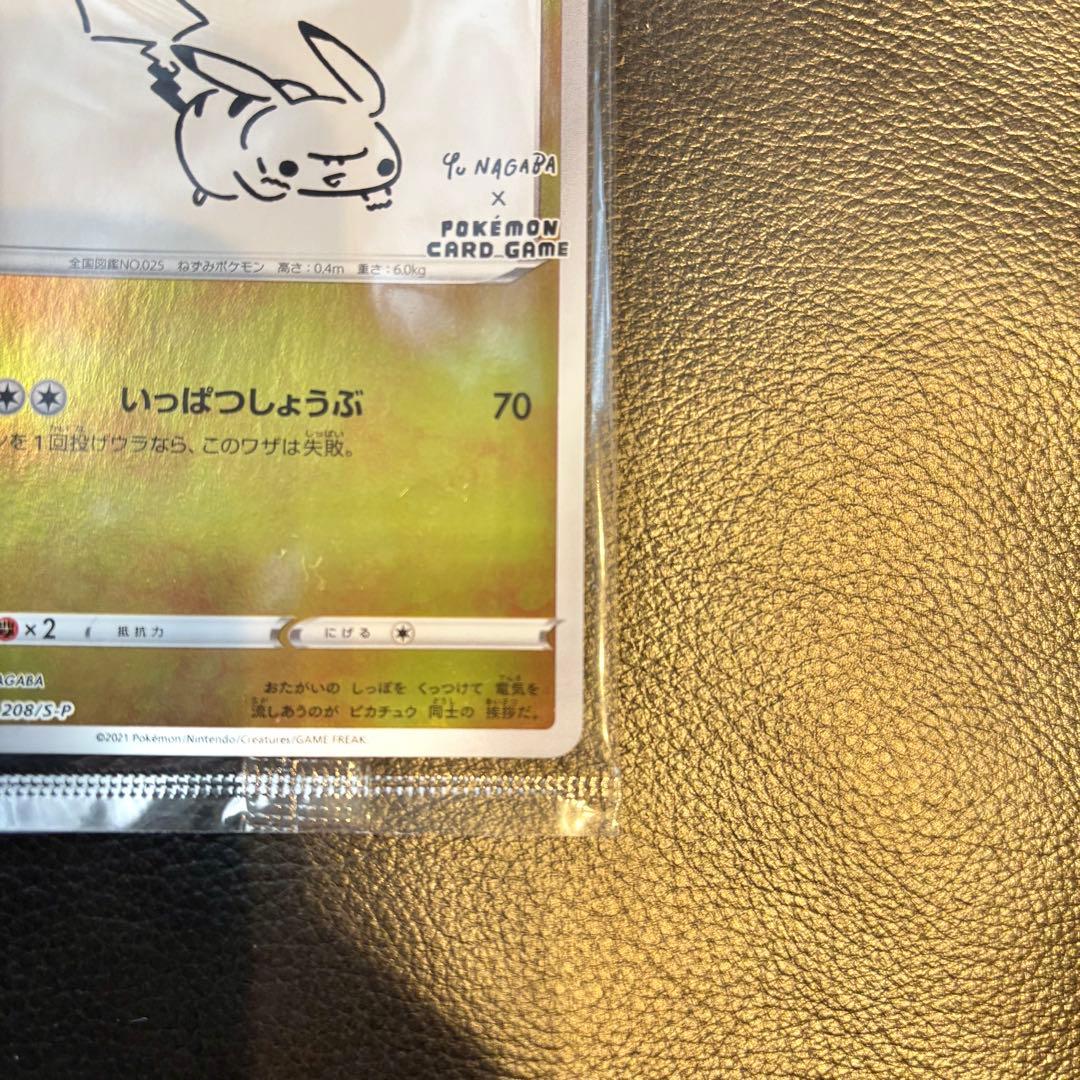 Yu NAGABA
×
POKÉMON
CARD GAME
全国図鑑NO.025 ねずみポケモン 高さ：0.4m 重さ：6.0kg
いっぱつしょうぶ 70
を1回投げウラなら、このワザは失敗。
×2 抵抗力 にげる
AGABA
208/S-P
おたがいの しっぽを くっつけて 電気を
流しあうのが ピカチュウ 同士の 挨拶だ。
©2021 Pokémon/Nintendo/Creatures/GAME FREAK.